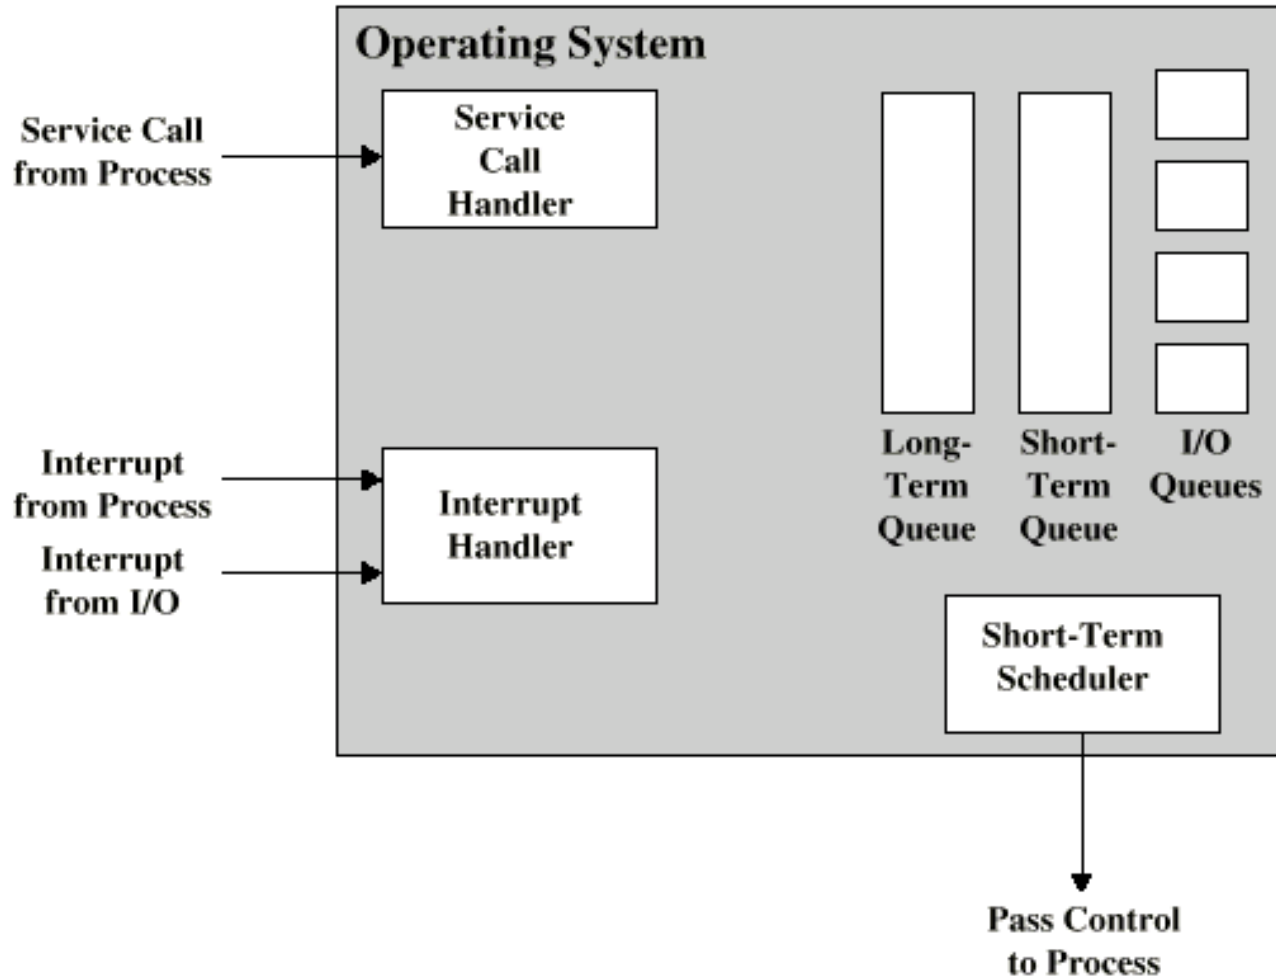 Operating System
Service Call
from Process
Service
Call
Handler
Interrupt
from Process
Interrupt
from I/O
Interrupt
Handler
Long-
Term
Queue
Short-
Term
Queue
I/O
Queues
Short-Term
Scheduler
Pass Control
to Process